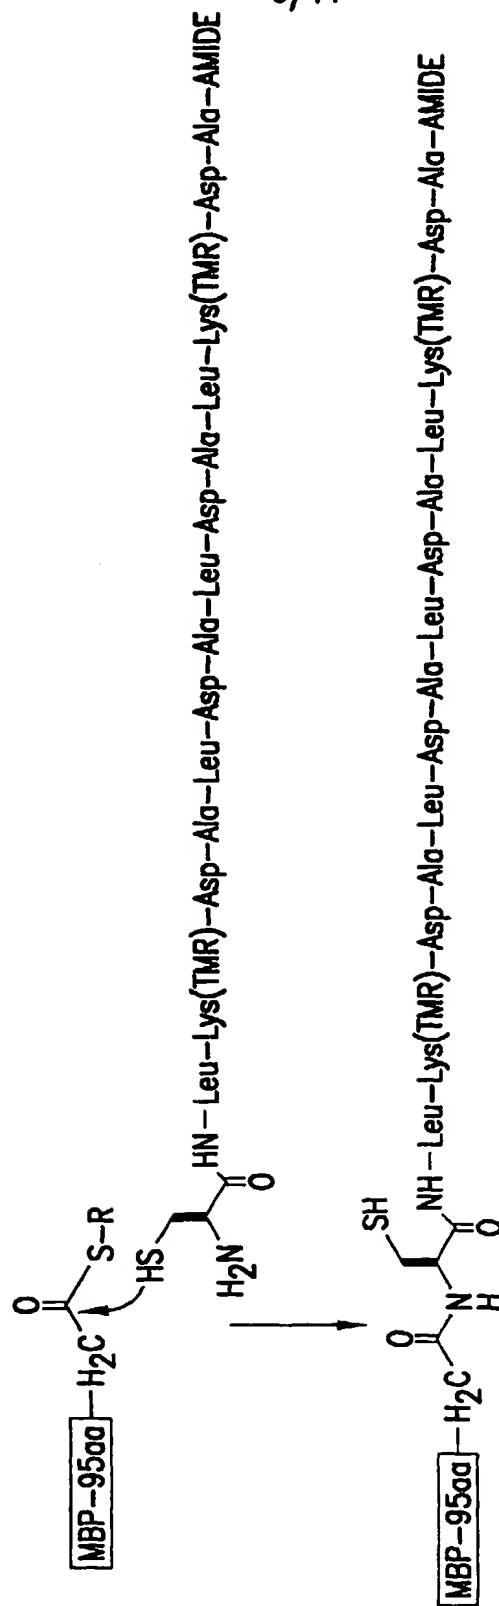 O
MBP–95aa–H2C
S–R
HS
H2N
O
HN–Leu–Lys(TMR)–Asp–Ala–Leu–Asp–Ala–Leu–Asp–Ala–Leu–Lys(TMR)–Asp–Ala–AMIDE
O
SH
MBP–95aa–H2C
N
H
O
NH–Leu–Lys(TMR)–Asp–Ala–Leu–Asp–Ala–Leu–Asp–Ala–Leu–Lys(TMR)–Asp–Ala–AMIDE